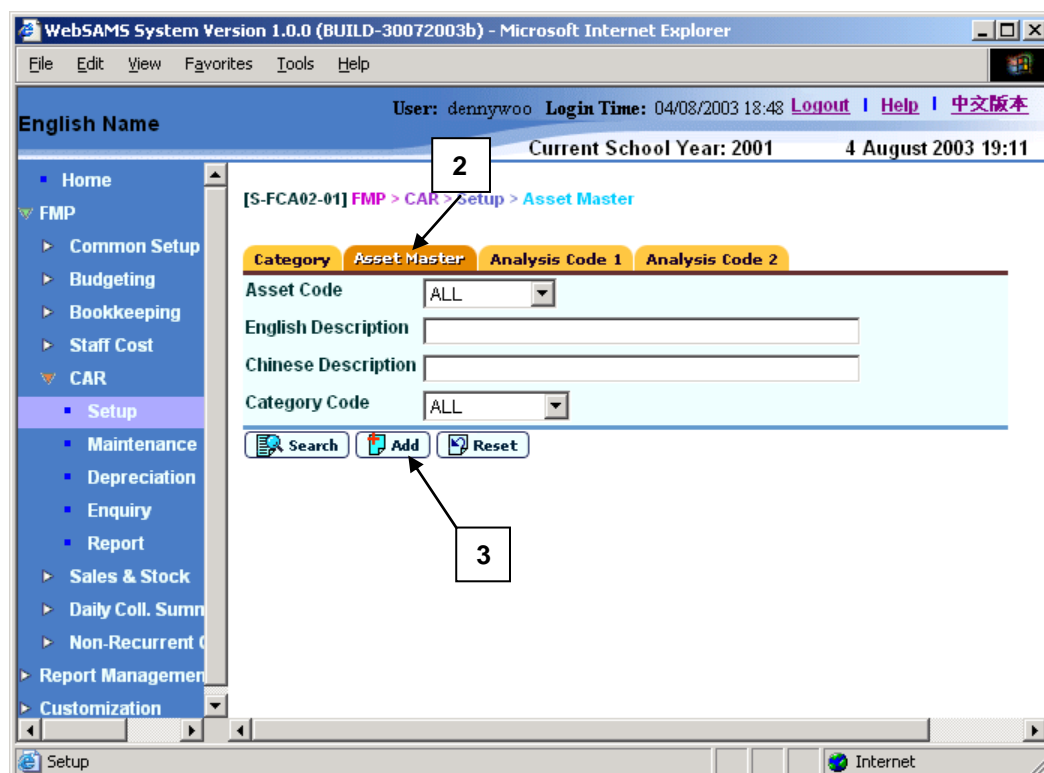 WebSAMS System Version 1.0.0 (BUILD-30072003b) - Microsoft Internet Explorer
File Edit View Favorites Tools Help
User: dennywoo Login Time: 04/08/2003 18:48 Logout | Help | 中文版本
English Name
Current School Year: 2001 4 August 2003 19:11
2
Home
FMP
Common Setup
Budgeting
Bookkeeping
Staff Cost
CAR
Setup
Maintenance
Depreciation
Enquiry
Report
Sales & Stock
Daily Coll. Summ
Non-Recurrent
Report Managemen
Customization
[S-FCA02-01] FMP > CAR > Setup > Asset Master
Category Asset Master Analysis Code 1 Analysis Code 2
Asset Code ALL
English Description
Chinese Description
Category Code ALL
Search Add Reset
3
Setup Internet